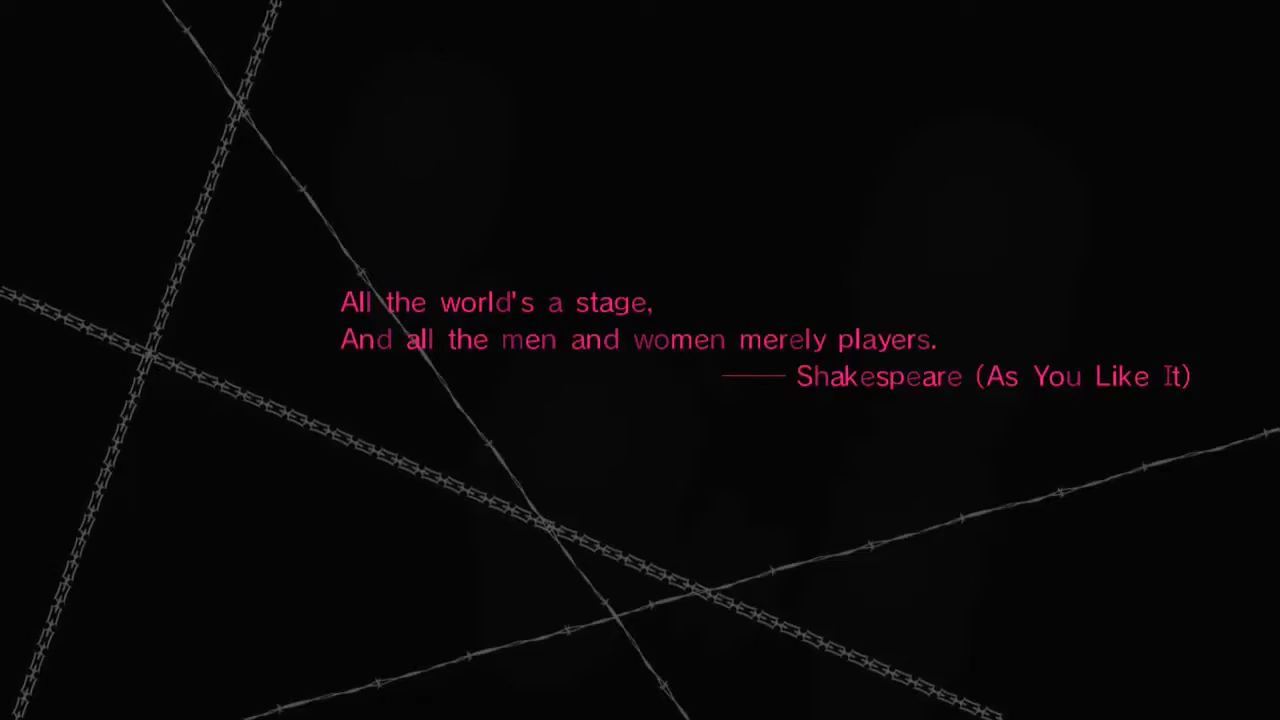 All the world's a stage,
And all the men and women merely players.
—— Shakespeare (As You Like It)